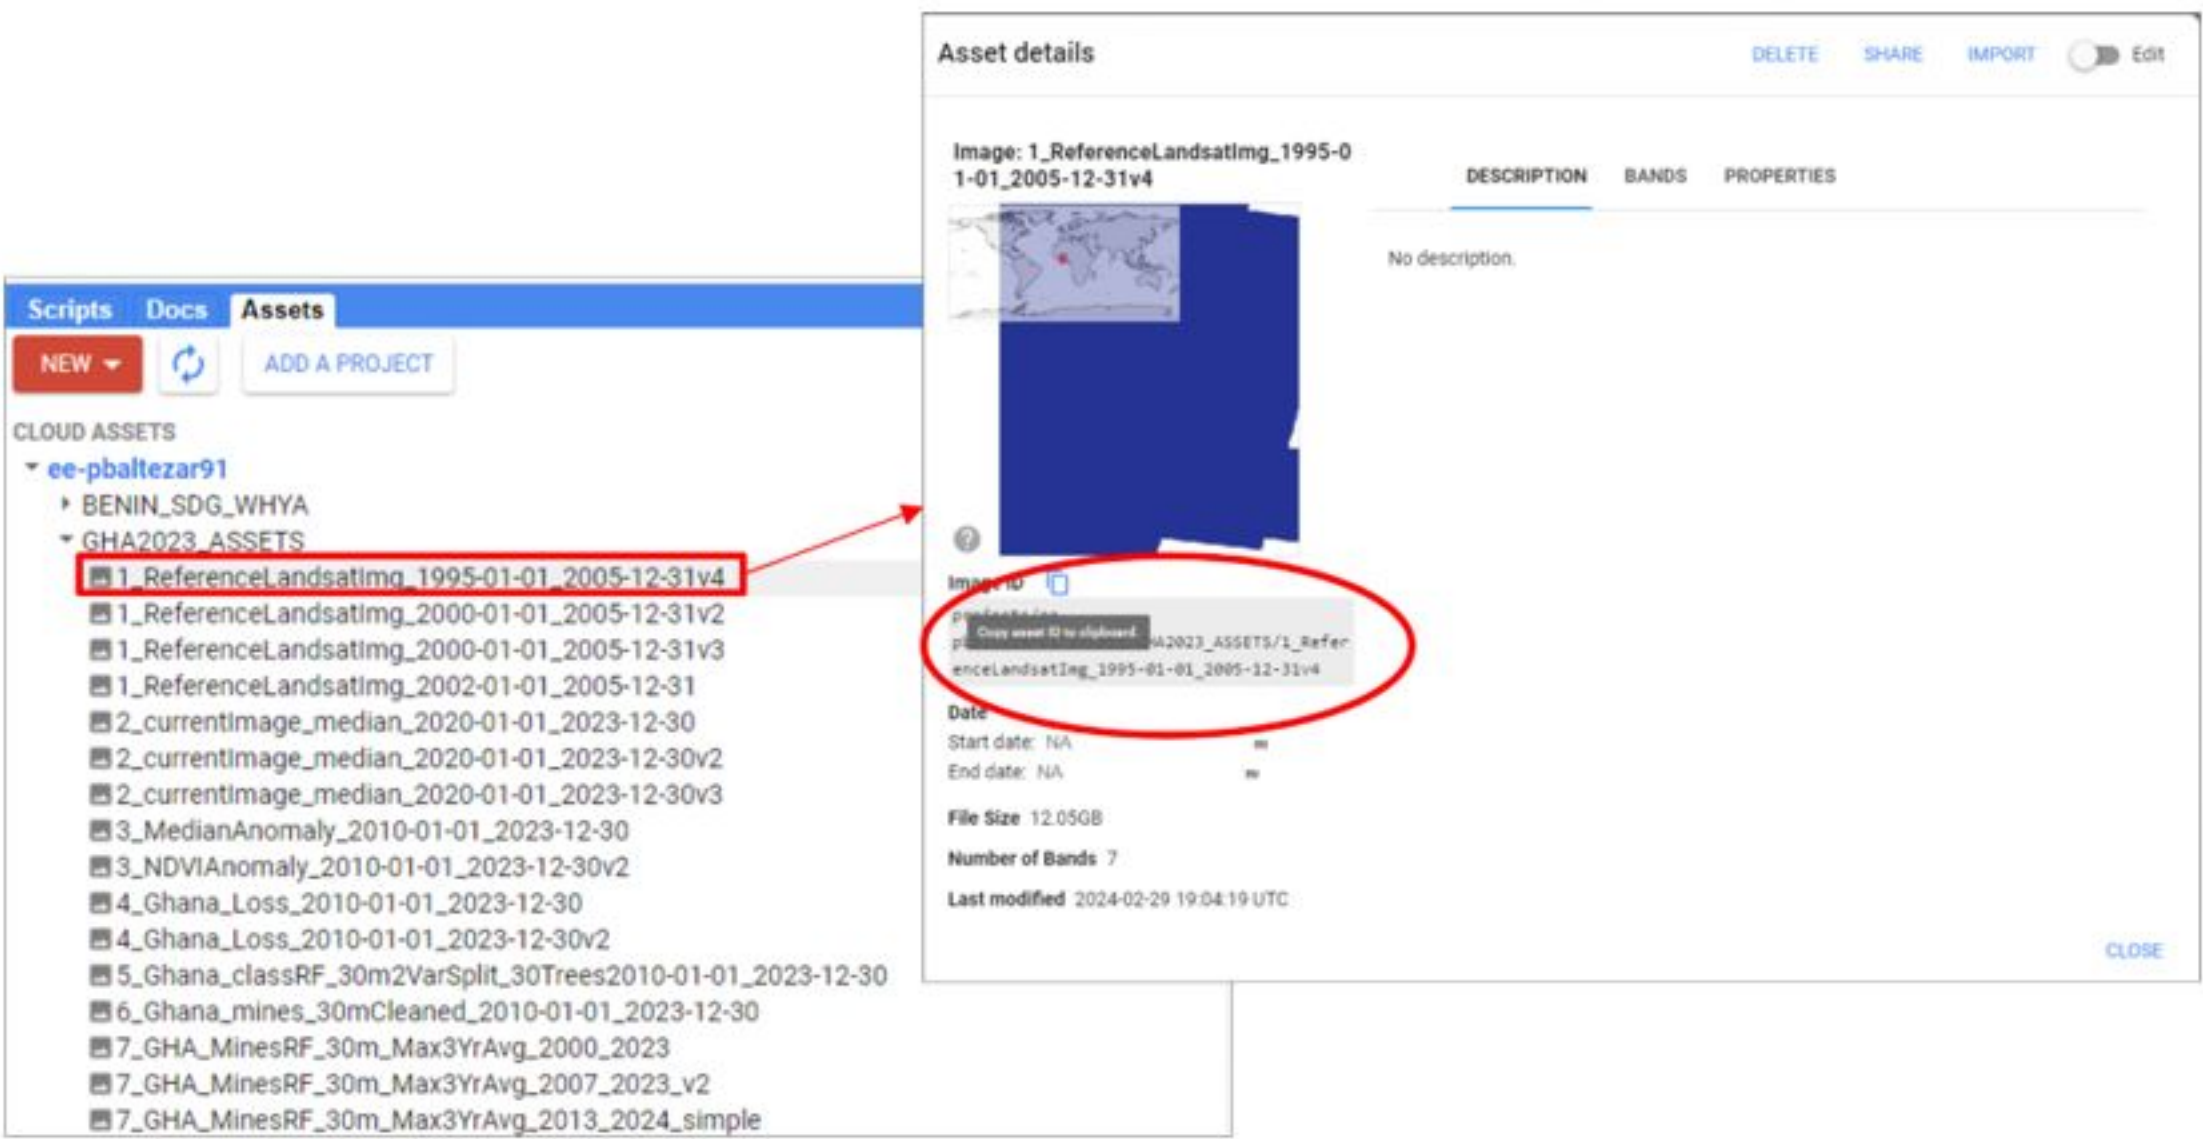 Scripts Docs Assets
NEW ADD A PROJECT
CLOUD ASSETS
ee-pbaltezar91
BENIN_SDG_WHYA
GHA2023_ASSETS
1_ReferenceLandsatImg_1995-01-01_2005-12-31v4
1_ReferenceLandsatImg_2000-01-01_2005-12-31v2
1_ReferenceLandsatImg_2000-01-01_2005-12-31v3
1_ReferenceLandsatImg_2002-01-01_2005-12-31
2_currentImage_median_2020-01-01_2023-12-30
2_currentImage_median_2020-01-01_2023-12-30v2
2_currentImage_median_2020-01-01_2023-12-30v3
3_MedianAnomaly_2010-01-01_2023-12-30
3_NDVIAnomaly_2010-01-01_2023-12-30v2
4_Ghana_Loss_2010-01-01_2023-12-30
4_Ghana_Loss_2010-01-01_2023-12-30v2
5_Ghana_classRF_30m2VarSplit_30Trees2010-01-01_2023-12-30
6_Ghana_mines_30mCleaned_2010-01-01_2023-12-30
7_GHA_MinesRF_30m_Max3YrAvg_2000_2023
7_GHA_MinesRF_30m_Max3YrAvg_2007_2023_v2
7_GHA_MinesRF_30m_Max3YrAvg_2013_2024_simple
Asset details DELETE SHARE IMPORT Edit
Image: 1_ReferenceLandsatImg_1995-0
1-01_2005-12-31v4
DESCRIPTION BANDS PROPERTIES
No description.
Image ID
Copy asset ID to clipboard.
HA2023_ASSETS/1_Refer
enceLandsatImg_1995-01-01_2005-12-31v4
Date
Start date: NA
End date: NA
File Size 12.05GB
Number of Bands 7
Last modified 2024-02-29 19:04:19 UTC
CLOSE